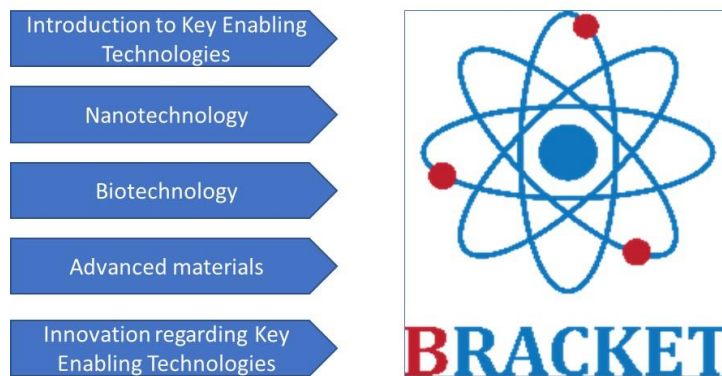 Introduction to Key Enabling
Technologies
Nanotechnology
Biotechnology
Advanced materials
Innovation regarding Key
Enabling Technologies
BRACKET